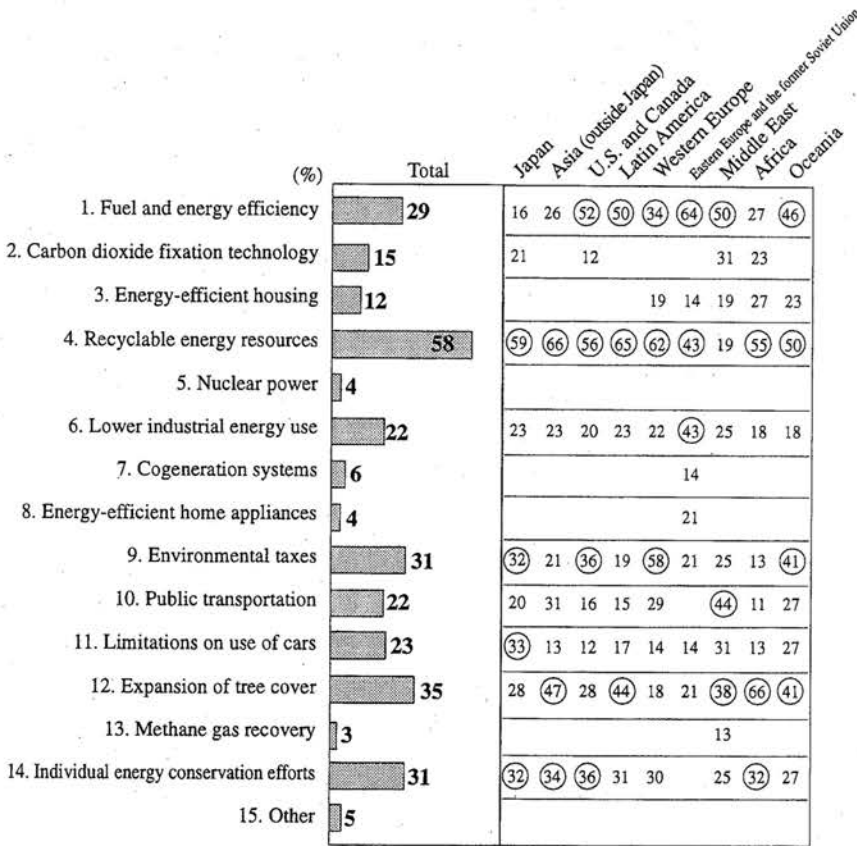 Japan
Asia (outside Japan)
U.S. and Canada
Latin America
Western Europe
Eastern Europe and the former Soviet Union
Middle East
Africa
Oceania
(%) Total
1. Fuel and energy efficiency 29 16 26 52 50 34 64 50 27 46
2. Carbon dioxide fixation technology 15 21 12 31 23
3. Energy-efficient housing 12 19 14 19 27 23
4. Recyclable energy resources 58 59 66 56 65 62 43 19 55 50
5. Nuclear power 4
6. Lower industrial energy use 22 23 23 20 23 22 43 25 18 18
7. Cogeneration systems 6 14
8. Energy-efficient home appliances 4 21
9. Environmental taxes 31 32 21 36 19 58 21 25 13 41
10. Public transportation 22 20 31 16 15 29 44 11 27
11. Limitations on use of cars 23 33 13 12 17 14 14 31 13 27
12. Expansion of tree cover 35 28 47 28 44 18 21 38 66 41
13. Methane gas recovery 3 13
14. Individual energy conservation efforts 31 32 34 36 31 30 25 32 27
15. Other 5